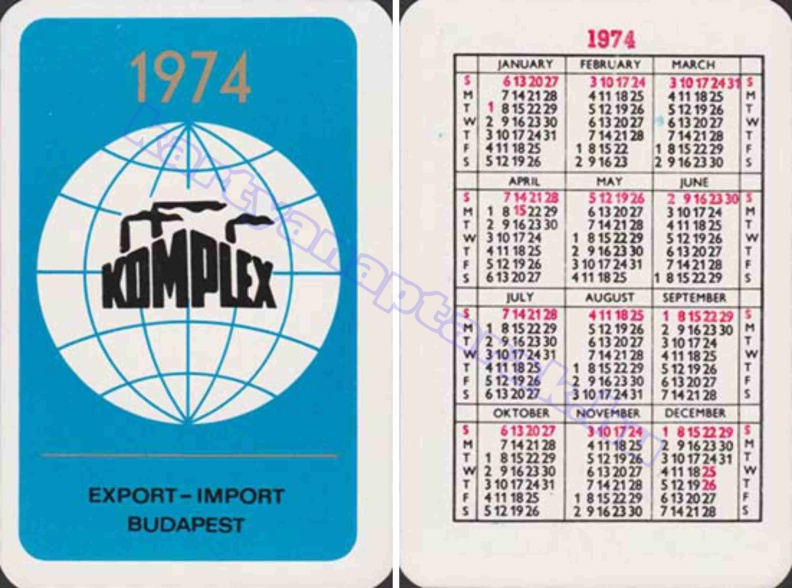 1974
KOMPLEX
EXPORT-IMPORT
BUDAPEST
1974
JANUARY FEBRUARY MARCH
S 6 13 20 27 3 10 17 24 3 10 17 24 31 S
M 7 14 21 28 4 11 18 25 4 11 18 25 M
T 1 8 15 22 29 5 12 19 26 5 12 19 26 T
W 2 9 16 23 30 6 13 20 27 6 13 20 27 W
T 3 10 17 24 31 7 14 21 28 7 14 21 28 T
F 4 11 18 25 1 8 15 22 1 8 15 22 29 F
S 5 12 19 26 2 9 16 23 2 9 16 23 30 S
APRIL MAY JUNE
S 7 14 21 28 5 12 19 26 2 9 16 23 30 S
M 1 8 15 22 29 6 13 20 27 3 10 17 24 M
T 2 9 16 23 30 7 14 21 28 4 11 18 25 T
W 3 10 17 24 1 8 15 22 29 5 12 19 26 W
T 4 11 18 25 2 9 16 23 30 6 13 20 27 T
F 5 12 19 26 3 10 17 24 31 7 14 21 28 F
S 6 13 20 27 4 11 18 25 1 8 15 22 29 S
JULY AUGUST SEPTEMBER
S 7 14 21 28 4 11 18 25 1 8 15 22 29 S
M 1 8 15 22 29 5 12 19 26 2 9 16 23 30 M
T 2 9 16 23 30 6 13 20 27 3 10 17 24 T
W 3 10 17 24 31 7 14 21 28 4 11 18 25 W
T 4 11 18 25 1 8 15 22 29 5 12 19 26 T
F 5 12 19 26 2 9 16 23 30 6 13 20 27 F
S 6 13 20 27 3 10 17 24 31 7 14 21 28 S
OKTOBER NOVEMBER DECEMBER
S 6 13 20 27 3 10 17 24 1 8 15 22 29 S
M 7 14 21 28 4 11 18 25 2 9 16 23 30 M
T 1 8 15 22 29 5 12 19 26 3 10 17 24 31 T
W 2 9 16 23 30 6 13 20 27 4 11 18 25 W
T 3 10 17 24 31 7 14 21 28 5 12 19 26 T
F 4 11 18 25 1 8 15 22 29 6 13 20 27 F
S 5 12 19 26 2 9 16 23 30 7 14 21 28 S